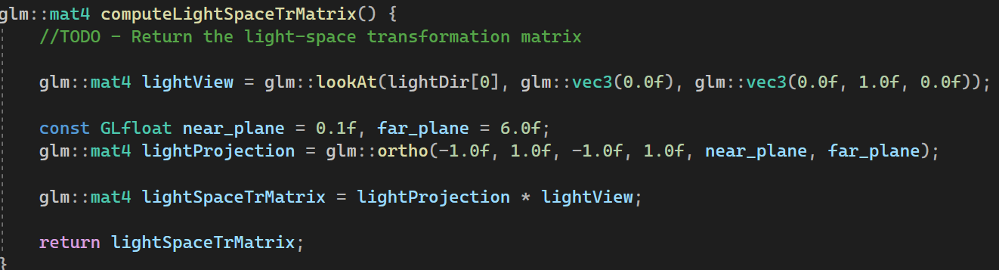 glm::mat4 computeLightSpaceTrMatrix() {
//TODO - Return the light-space transformation matrix
glm::mat4 lightView = glm::lookAt(lightDir[0], glm::vec3(0.0f), glm::vec3(0.0f, 1.0f, 0.0f));
const GLfloat near_plane = 0.1f, far_plane = 6.0f;
glm::mat4 lightProjection = glm::ortho(-1.0f, 1.0f, -1.0f, 1.0f, near_plane, far_plane);
glm::mat4 lightSpaceTrMatrix = lightProjection * lightView;
return lightSpaceTrMatrix;
}